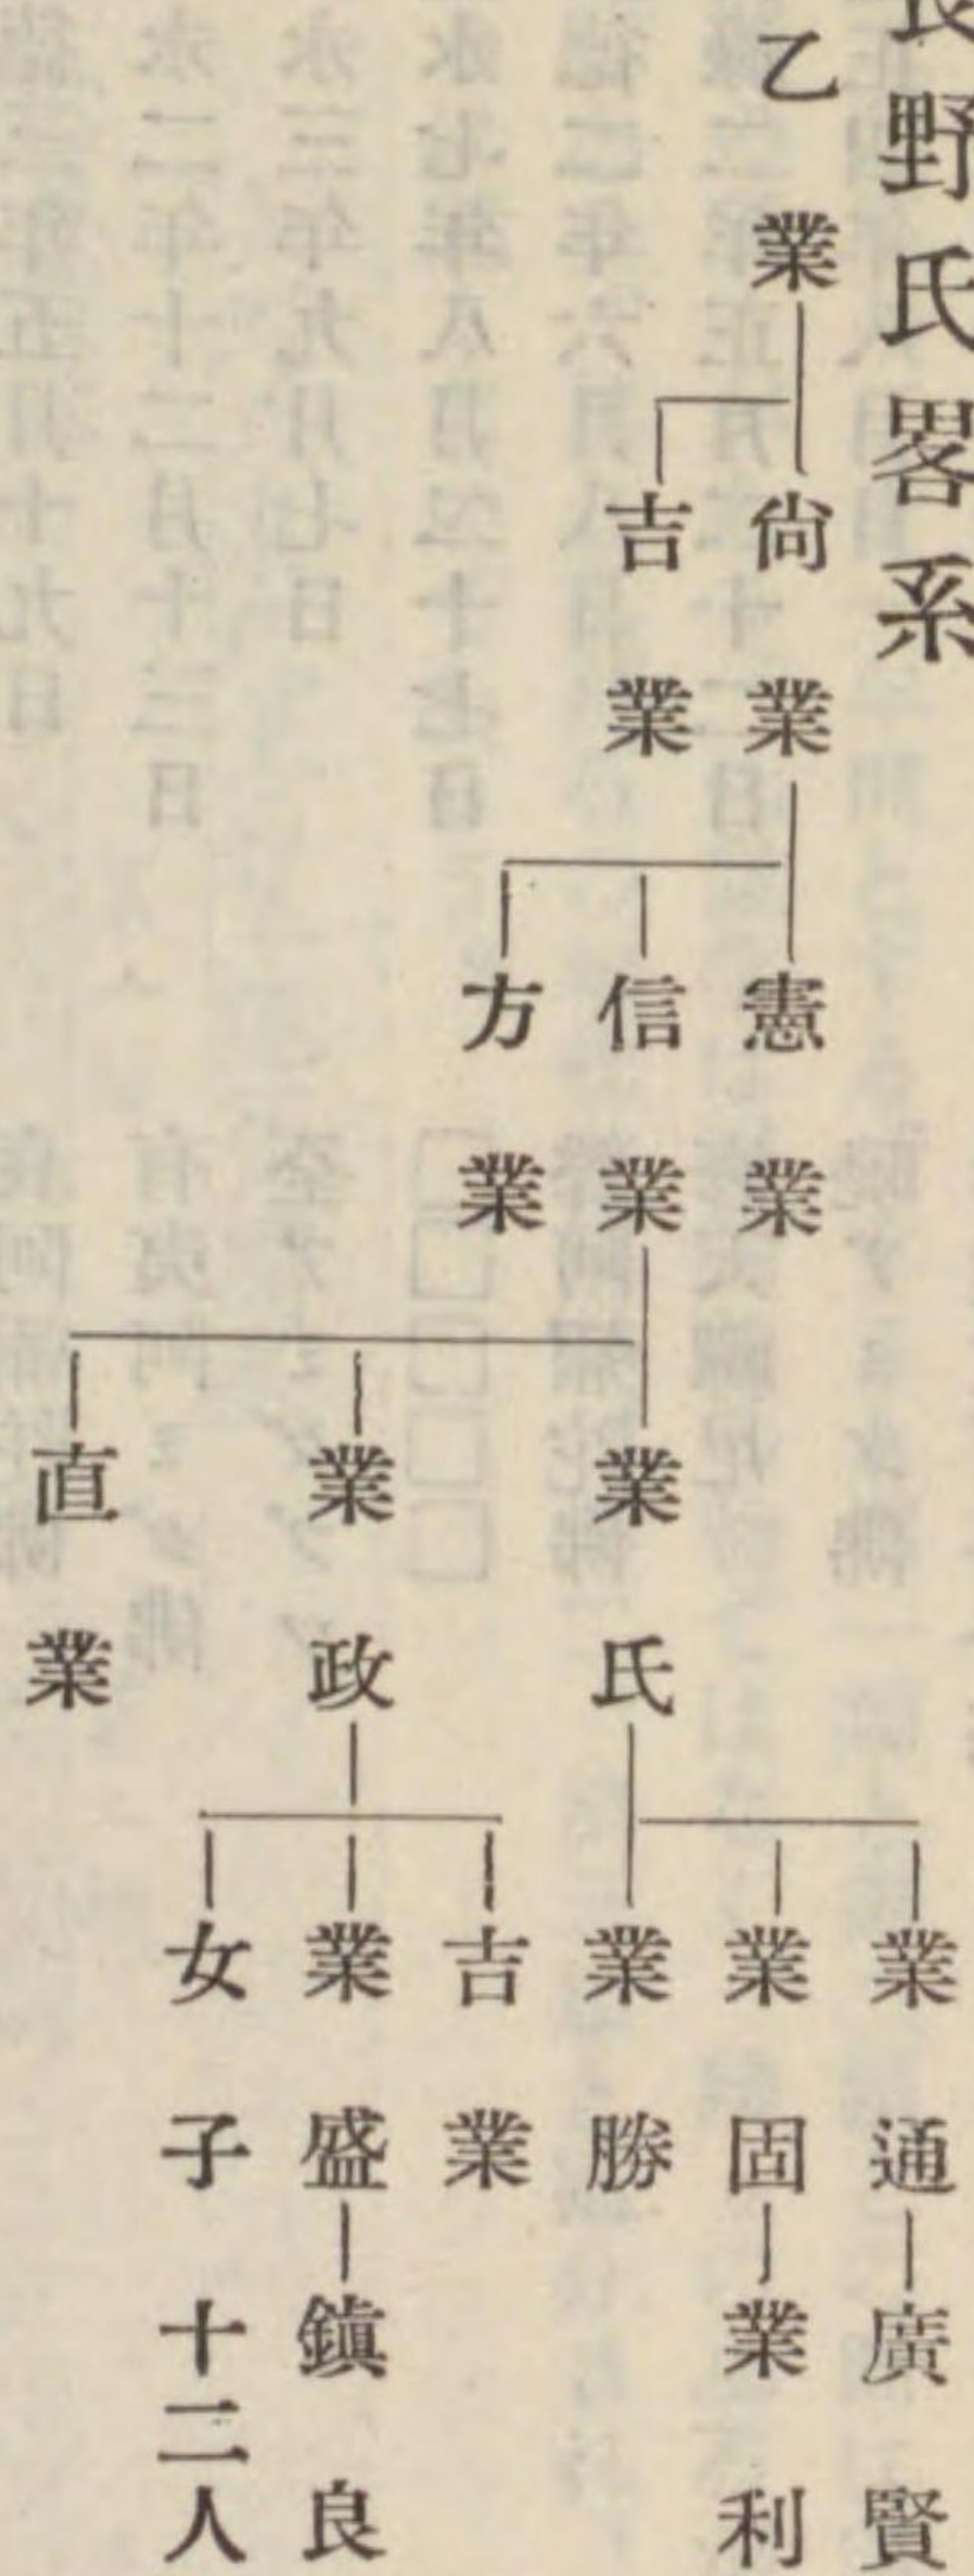 長野氏畧系
乙業
尙業
吉業
憲業
信業
方業
業氏
業政
直業
業通
廣賢
業固
業利
業勝
吉業
業盛
鎭良
女子十二人